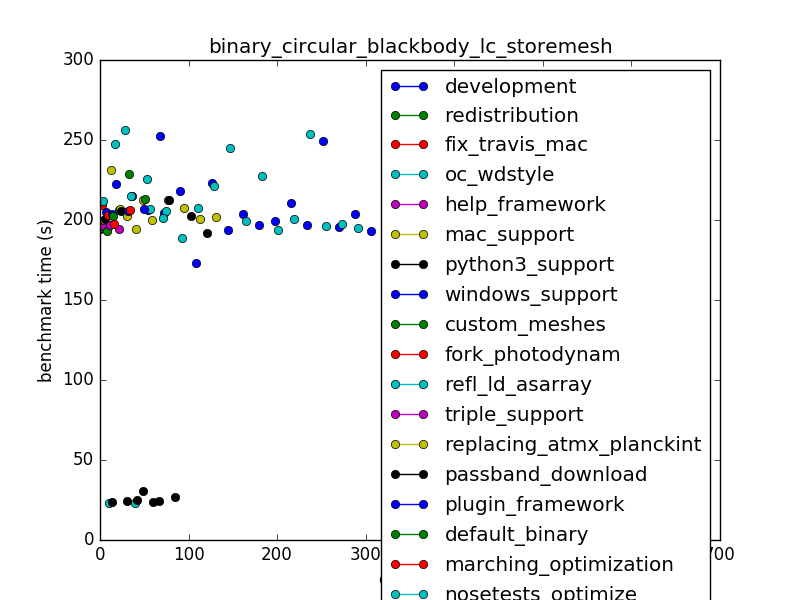 binary_circular_blackbody_lc_storemesh
300
250
200
150
100
50
0
benchmark time (s)
0
100
200
300
700
development
redistribution
fix_travis_mac
oc_wdstyle
help_framework
mac_support
python3_support
windows_support
custom_meshes
fork_photodynam
refl_ld_asarray
triple_support
replacing_atmx_planckint
passband_download
plugin_framework
default_binary
marching_optimization
nosetests_optimize